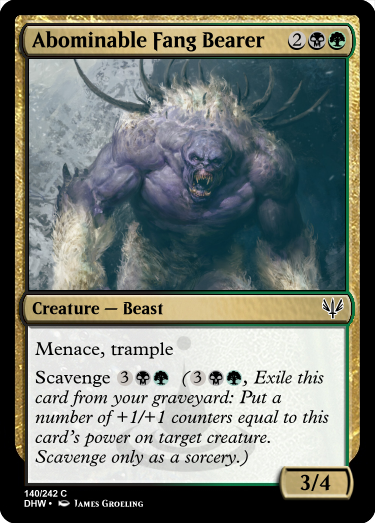 Abominable Fang Bearer 2
Creature — Beast
Menace, trample
Scavenge 3 (3, Exile this
card from your graveyard: Put a
number of +1/+1 counters equal to this
card's power on target creature.
Scavenge only as a sorcery.)
3/4
140/242 C
DHW • James Groeling